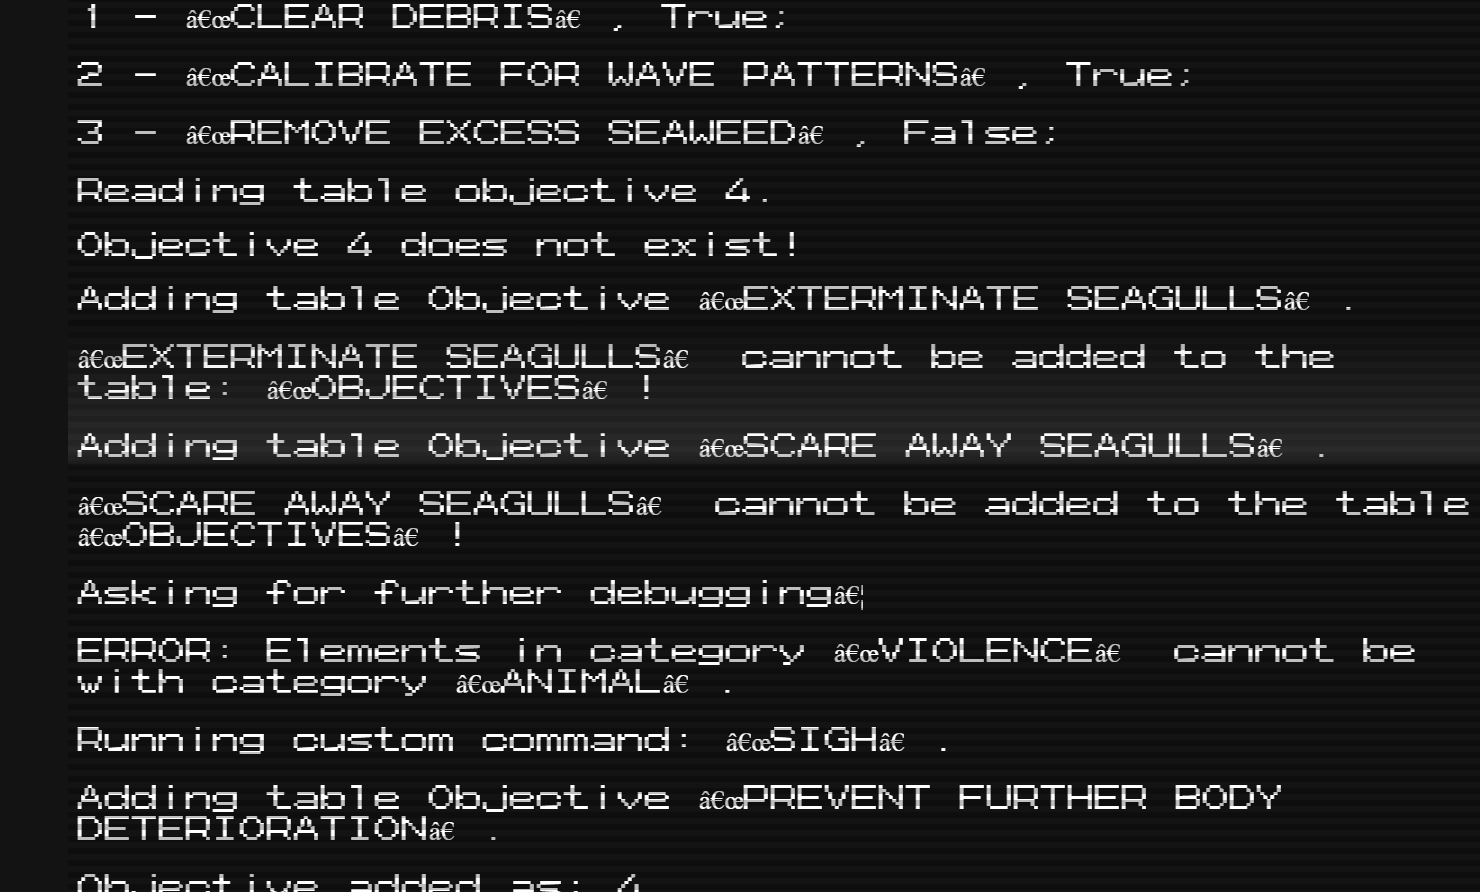 1 - â€œCLEAR DEBRISâ€ , True;
2 - â€œCALIBRATE FOR WAVE PATTERNSâ€ , True;
3 - â€œREMOVE EXCESS SEAWEEDâ€ , False;
Reading table objective 4.
Objective 4 does not exist!
Adding table Objective â€œEXTERMINATE SEAGULLSâ€ .
â€œEXTERMINATE SEAGULLSâ€  cannot be added to the
table: â€œOBJECTIVESâ€ !
Adding table Objective â€œSCARE AWAY SEAGULLSâ€ .
â€œSCARE AWAY SEAGULLSâ€  cannot be added to the table
â€œOBJECTIVESâ€ !
Asking for further debuggingâ€¦
ERROR: Elements in category â€œVIOLENCEâ€  cannot be
with category â€œANIMALâ€ .
Running custom command: â€œSIGHâ€ .
Adding table Objective â€œPREVENT FURTHER BODY
DETERIORATIONâ€ .
Objective added as: 4